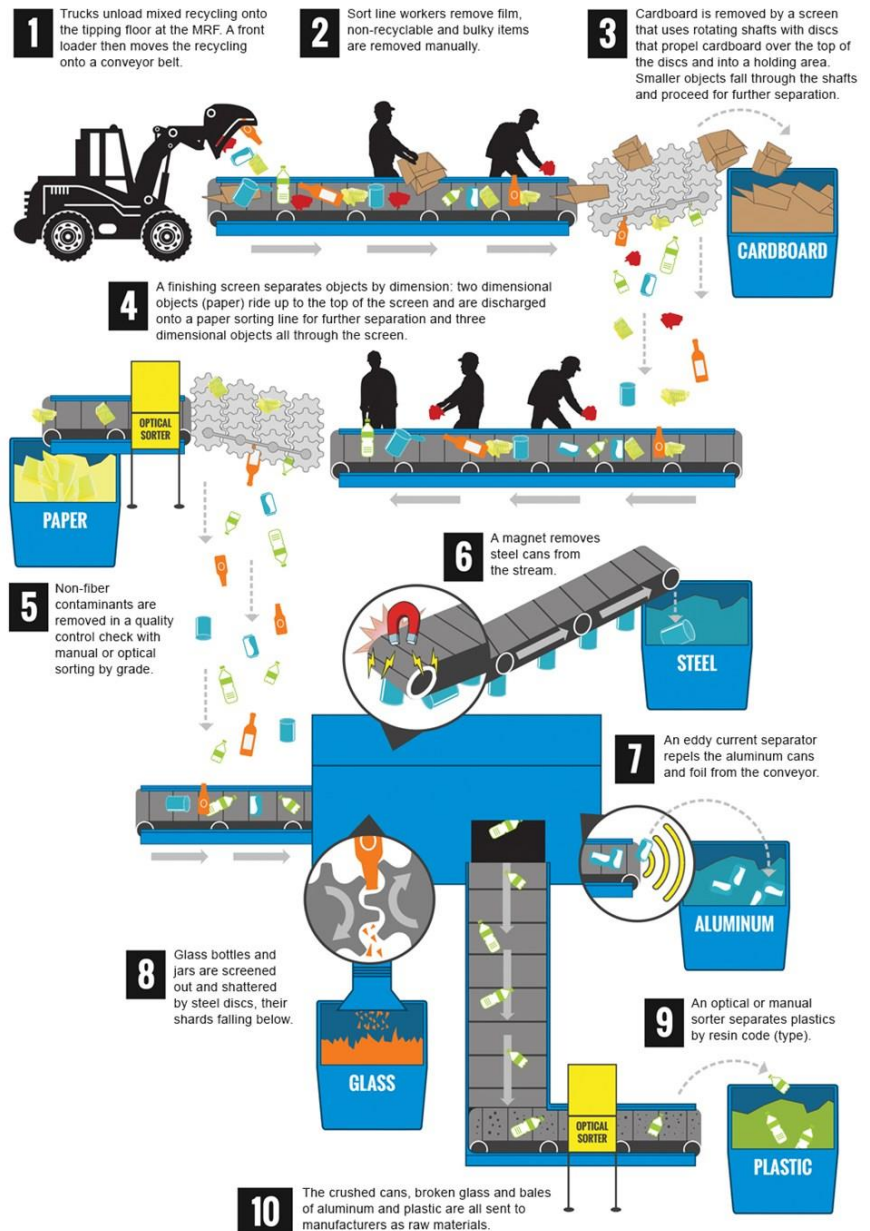 1
Trucks unload mixed recycling onto
the tipping floor at the MRF. A front
loader then moves the recycling
onto a conveyor belt.
2
Sort line workers remove film,
non-recyclable and bulky items
are removed manually.
3
Cardboard is removed by a screen
that uses rotating shafts with discs
that propel cardboard over the top of
the discs and into a holding area.
Smaller objects fall through the shafts
and proceed for further separation.
CARDBOARD
4
A finishing screen separates objects by dimension: two dimensional
objects (paper) ride up to the top of the screen and are discharged
onto a paper sorting line for further separation and three
dimensional objects all through the screen.
OPTICAL
SORTER
PAPER
5
Non-fiber
contaminants are
removed in a quality
control check with
manual or optical
sorting by grade.
6
A magnet removes
steel cans from
the stream.
STEEL
7
An eddy current separator
repels the aluminum cans
and foil from the conveyor.
ALUMINUM
8
Glass bottles and
jars are screened
out and shattered
by steel discs, their
shards falling below.
GLASS
9
An optical or manual
sorter separates plastics
by resin code (type).
OPTICAL
SORTER
PLASTIC
10
The crushed cans, broken glass and bales
of aluminum and plastic are all sent to
manufacturers as raw materials.